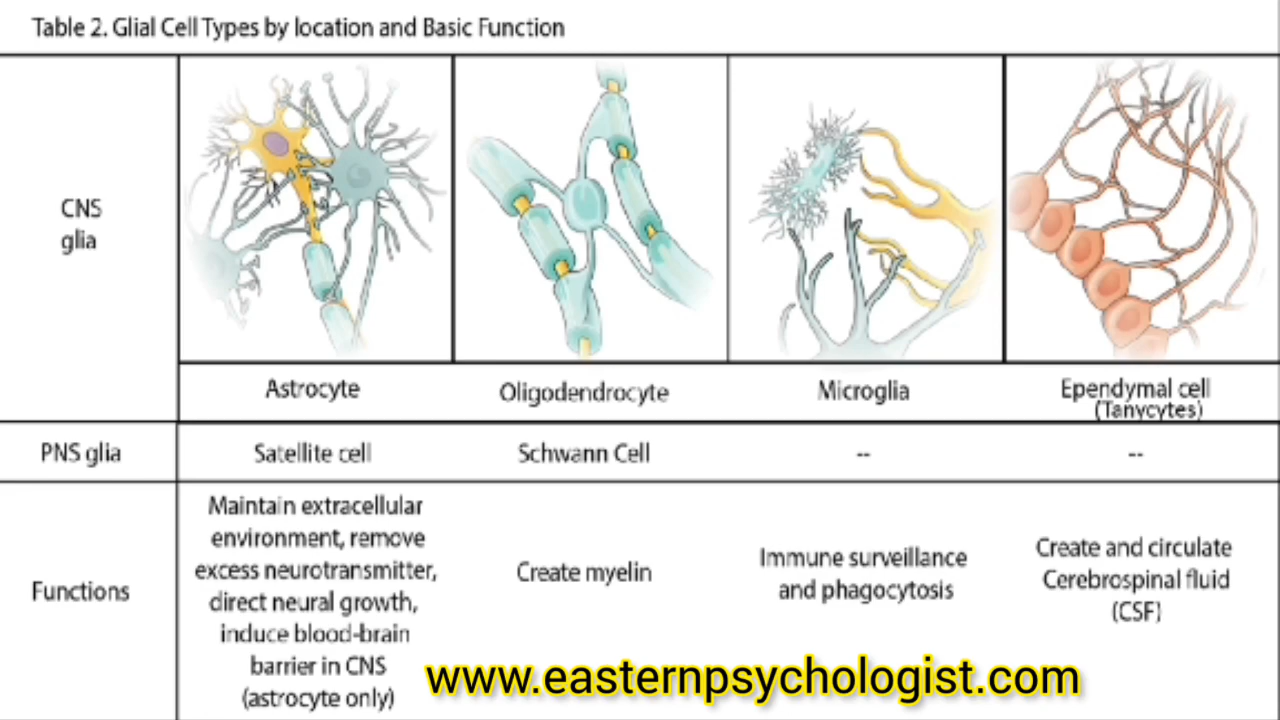 Table 2. Glial Cell Types by location and Basic Function
CNS
glia
Astrocyte
Oligodendrocyte
Microglia
Ependymal cell
(Tanycytes)
PNS glia
Satellite cell
Schwann Cell
--
--
Functions
Maintain extracellular
environment, remove
excess neurotransmitter,
direct neural growth,
induce blood-brain
barrier in CNS
(astrocyte only)
Create myelin
Immune surveillance
and phagocytosis
Create and circulate
Cerebrospinal fluid
(CSF)
www.easternpsychologist.com